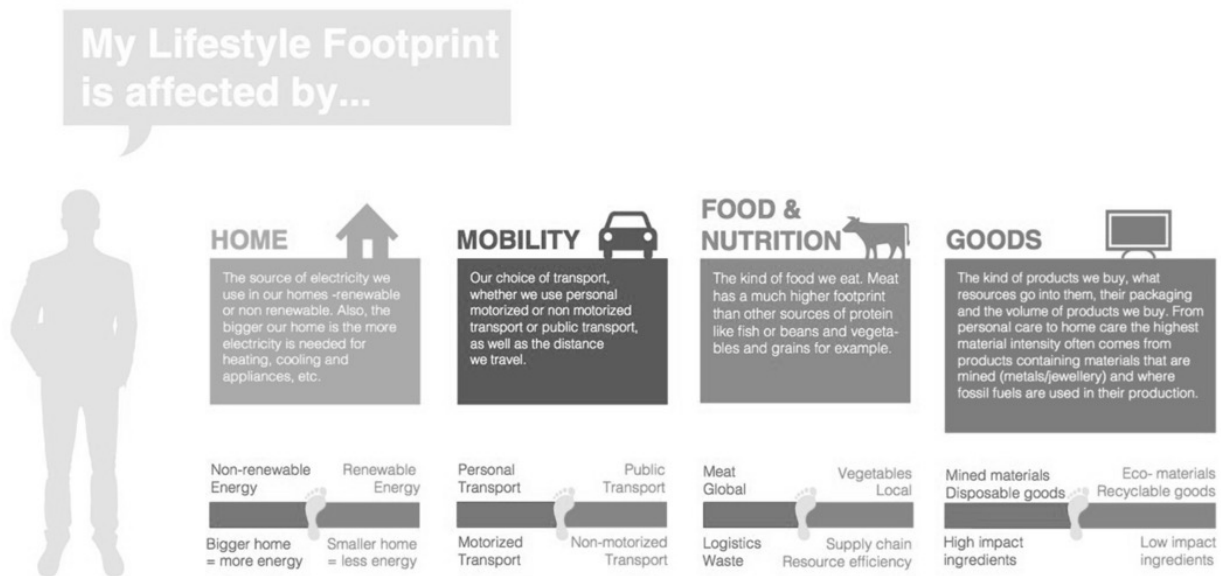 My Lifestyle Footprint
is affected by...
HOME
The source of electricity we
use in our homes -renewable
or non renewable. Also, the
bigger our home is the more
electricity is needed for
heating, cooling and
appliances, etc.
Non-renewable
Energy
Renewable
Energy
Bigger home
= more energy
Smaller home
= less energy
MOBILITY
Our choice of transport,
whether we use personal
motorized or non motorized
transport or public transport,
as well as the distance
we travel.
Personal
Transport
Public
Transport
Motorized
Transport
Non-motorized
Transport
FOOD &
NUTRITION
The kind of food we eat. Meat
has a much higher footprint
than other sources of protein
like fish or beans and vegeta-
bles and grains for example.
Meat
Global
Vegetables
Local
Logistics
Waste
Supply chain
Resource efficiency
GOODS
The kind of products we buy, what
resources go into them, their packaging
and the volume of products we buy. From
personal care to home care the highest
material intensity often comes from
products containing materials that are
mined (metals/jewellery) and where
fossil fuels are used in their production.
Mined materials
Disposable goods
Eco- materials
Recyclable goods
High impact
ingredients
Low impact
ingredients